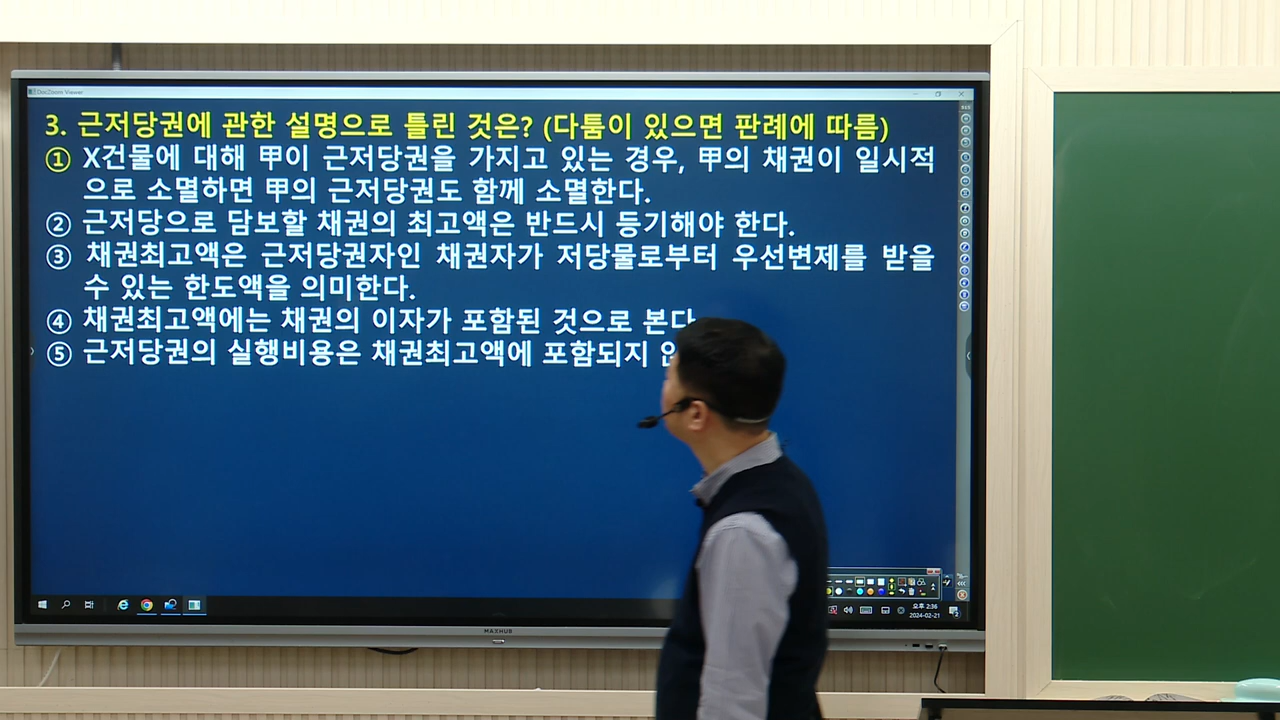 DocZoom Viewer
3. 근저당권에 관한 설명으로 틀린 것은? (다툼이 있으면 판례에 따름)
① X건물에 대해 甲이 근저당권을 가지고 있는 경우, 甲의 채권이 일시적
으로 소멸하면 甲의 근저당권도 함께 소멸한다.
② 근저당으로 담보할 채권의 최고액은 반드시 등기해야 한다.
③ 채권최고액은 근저당권자인 채권자가 저당물로부터 우선변제를 받을
수 있는 한도액을 의미한다.
④ 채권최고액에는 채권의 이자가 포함된 것으로 본다
⑤ 근저당권의 실행비용은 채권최고액에 포함되지
오후 2:36
2024-02-21
MAXHUB